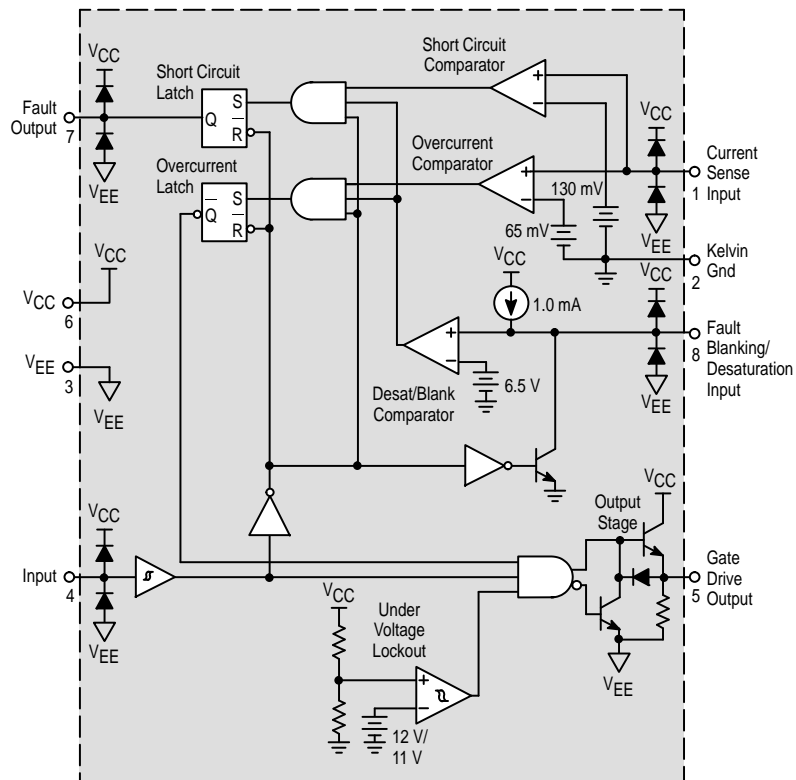 VCC
Short Circuit
Latch
Short Circuit
Comparator
Fault
Output
7
S
Q
R
VEE
Overcurrent
Latch
Overcurrent
Comparator
VCC
Current
Sense
Input
1
S
Q
R
130 mV
65 mV
VEE
VCC
VCC
6
VCC
1.0 mA
VCC
Kelvin
Gnd
2
VEE
3
VEE
Desat/Blank
Comparator
6.5 V
Fault
Blanking/
Desaturation
Input
8
VEE
VCC
Output
Stage
VCC
Input
4
VEE
VCC
Under
Voltage
Lockout
Gate
Drive
Output
5
VEE
12 V/
11 V